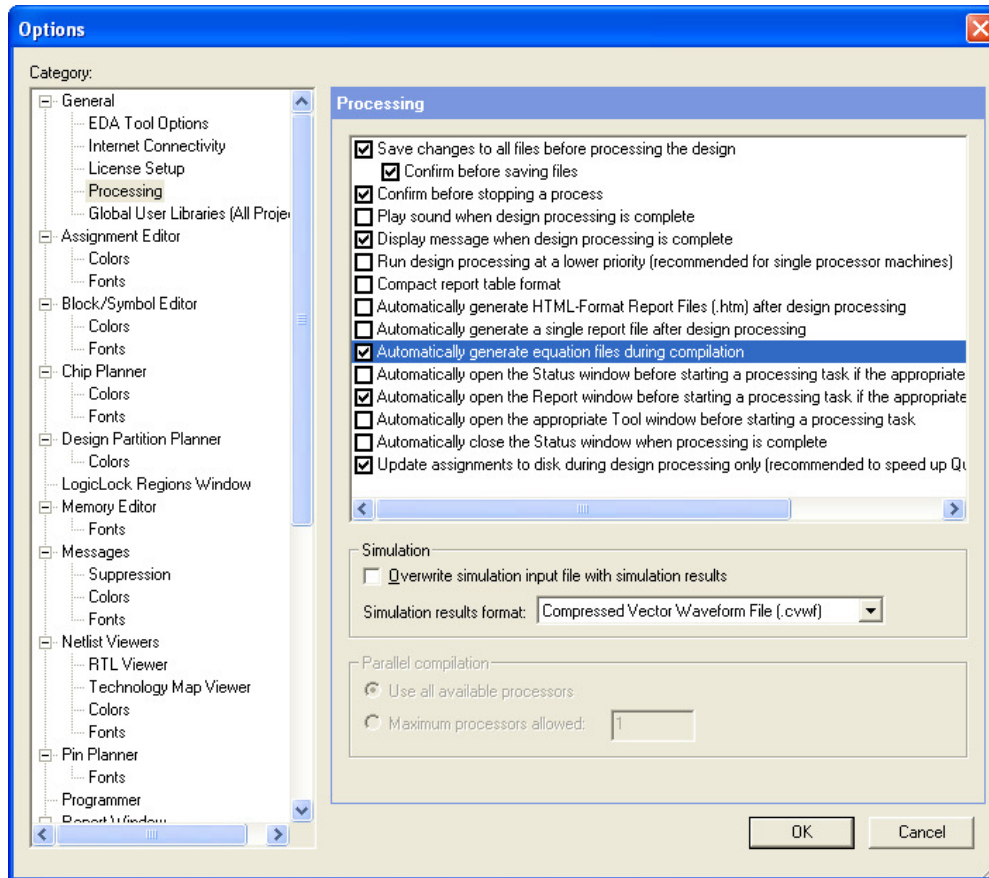 Options
Category:
General
EDA Tool Options
Internet Connectivity
License Setup
Processing
Global User Libraries (All Proje
Assignment Editor
Colors
Fonts
Block/Symbol Editor
Colors
Fonts
Chip Planner
Colors
Fonts
Design Partition Planner
Colors
LogicLock Regions Window
Memory Editor
Fonts
Messages
Suppression
Colors
Fonts
Netlist Viewers
RTL Viewer
Technology Map Viewer
Colors
Fonts
Pin Planner
Fonts
Programmer
Report Window
Processing
Save changes to all files before processing the design
Confirm before saving files
Confirm before stopping a process
Play sound when design processing is complete
Display message when design processing is complete
Run design processing at a lower priority (recommended for single processor machines)
Compact report table format
Automatically generate HTML-Format Report Files (.htm) after design processing
Automatically generate a single report file after design processing
Automatically generate equation files during compilation
Automatically open the Status window before starting a processing task if the appropriate
Automatically open the Report window before starting a processing task if the appropriate
Automatically open the appropriate Tool window before starting a processing task
Automatically close the Status window when processing is complete
Update assignments to disk during design processing only (recommended to speed up Qu
Simulation
Overwrite simulation input file with simulation results
Simulation results format: Compressed Vector Waveform File (.cvwf)
Parallel compilation
Use all available processors
Maximum processors allowed: 1
OK Cancel